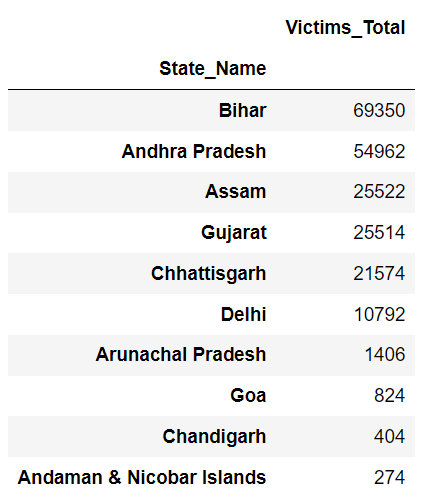 Victims_Total
State_Name
Bihar 69350
Andhra Pradesh 54962
Assam 25522
Gujarat 25514
Chhattisgarh 21574
Delhi 10792
Arunachal Pradesh 1406
Goa 824
Chandigarh 404
Andaman & Nicobar Islands 274